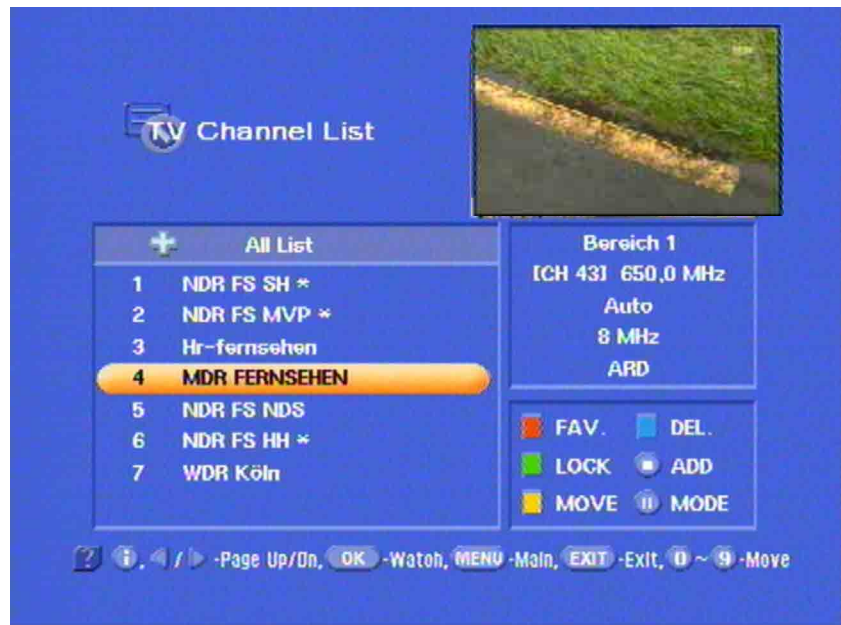 TV Channel List
All List
1 NDR FS SH *
2 NDR FS MVP *
3 Hr-fernsehen
4 MDR FERNSEHEN
5 NDR FS NDS
6 NDR FS HH *
7 WDR Köln
Bereich 1
[CH 43] 650,0 MHz
Auto
8 MHz
ARD
FAV. DEL.
LOCK ADD
MOVE MODE
? i, ◀ / ▶ -Page Up/Dn, OK -Watch, MENU -Main, EXIT -Exit, 0 ~ 9 -Move